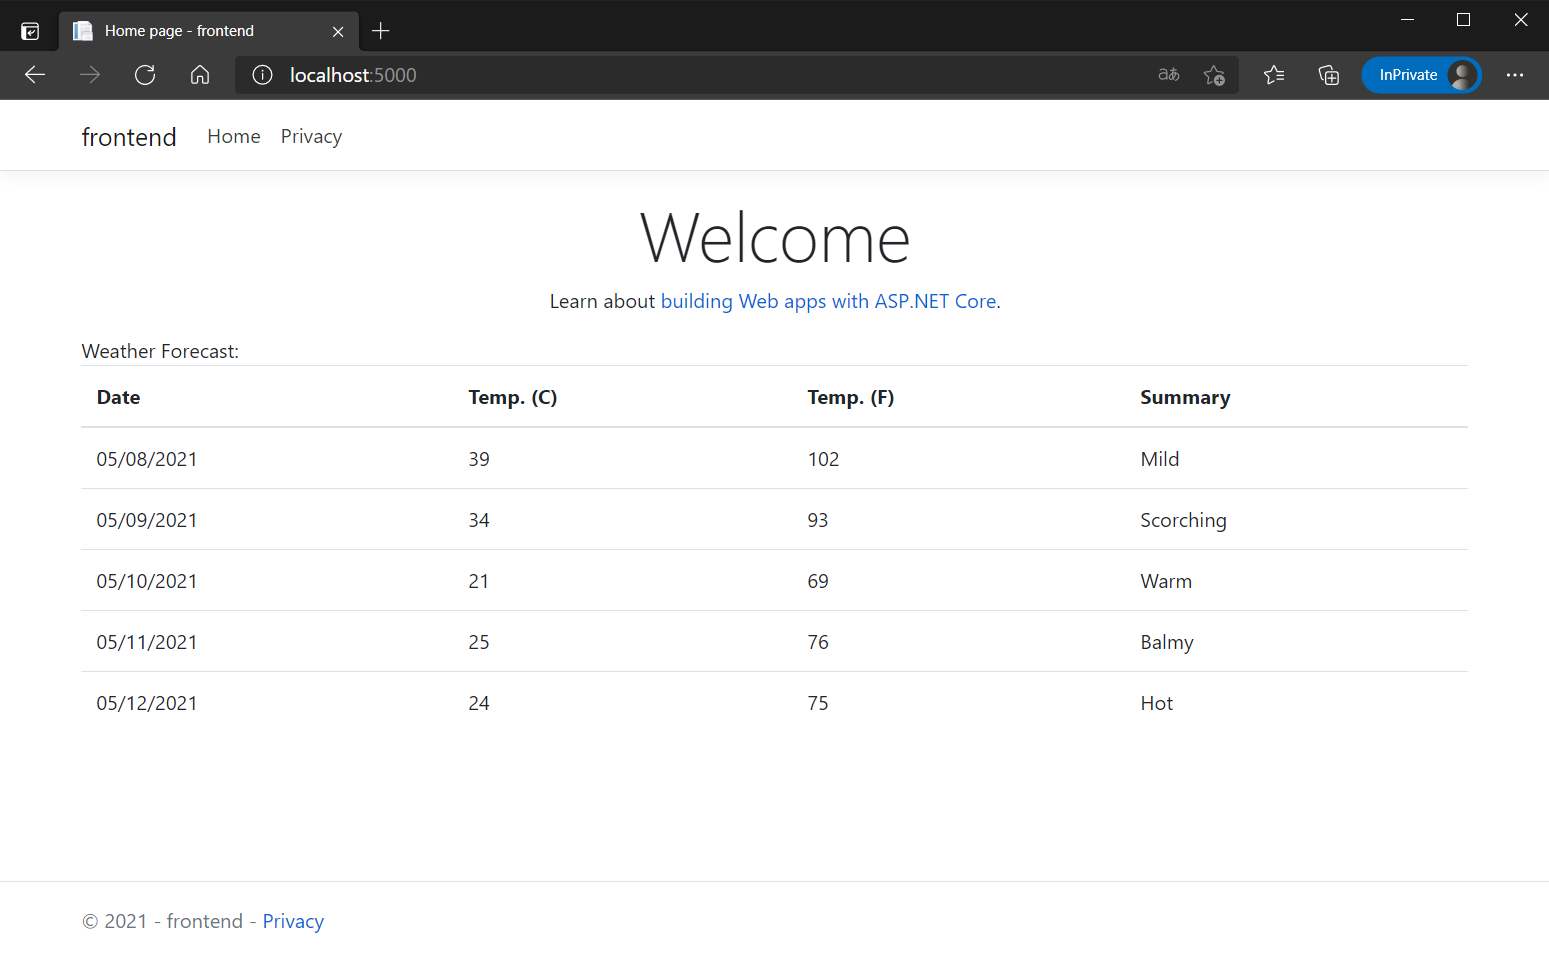 Home page - frontend
localhost:5000
aあ
InPrivate
frontend Home Privacy
Welcome
Learn about building Web apps with ASP.NET Core.
Weather Forecast:
Date Temp. (C) Temp. (F) Summary
05/08/2021 39 102 Mild
05/09/2021 34 93 Scorching
05/10/2021 21 69 Warm
05/11/2021 25 76 Balmy
05/12/2021 24 75 Hot
© 2021 - frontend - Privacy